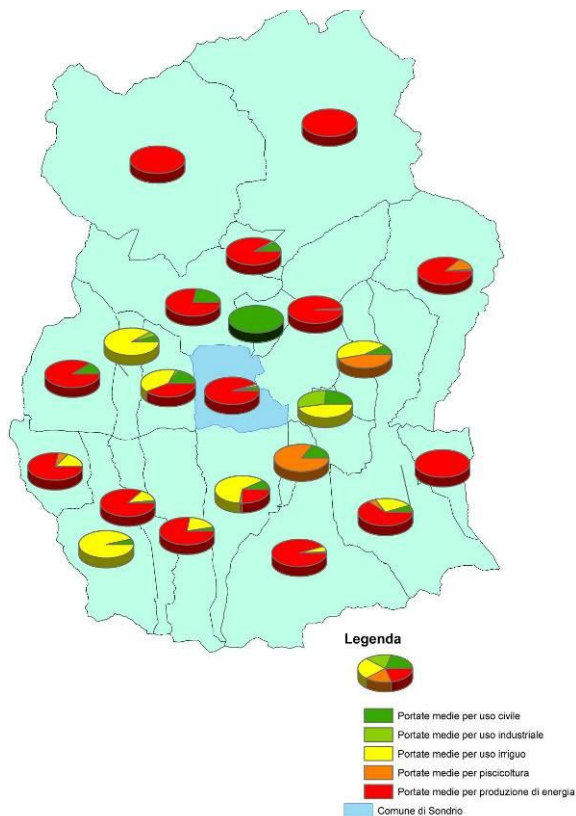 Legenda
Portate medie per uso civile
Portate medie per uso industriale
Portate medie per uso irriguo
Portate medie per piscicoltura
Portate medie per produzione di energia
Comune di Sondrio